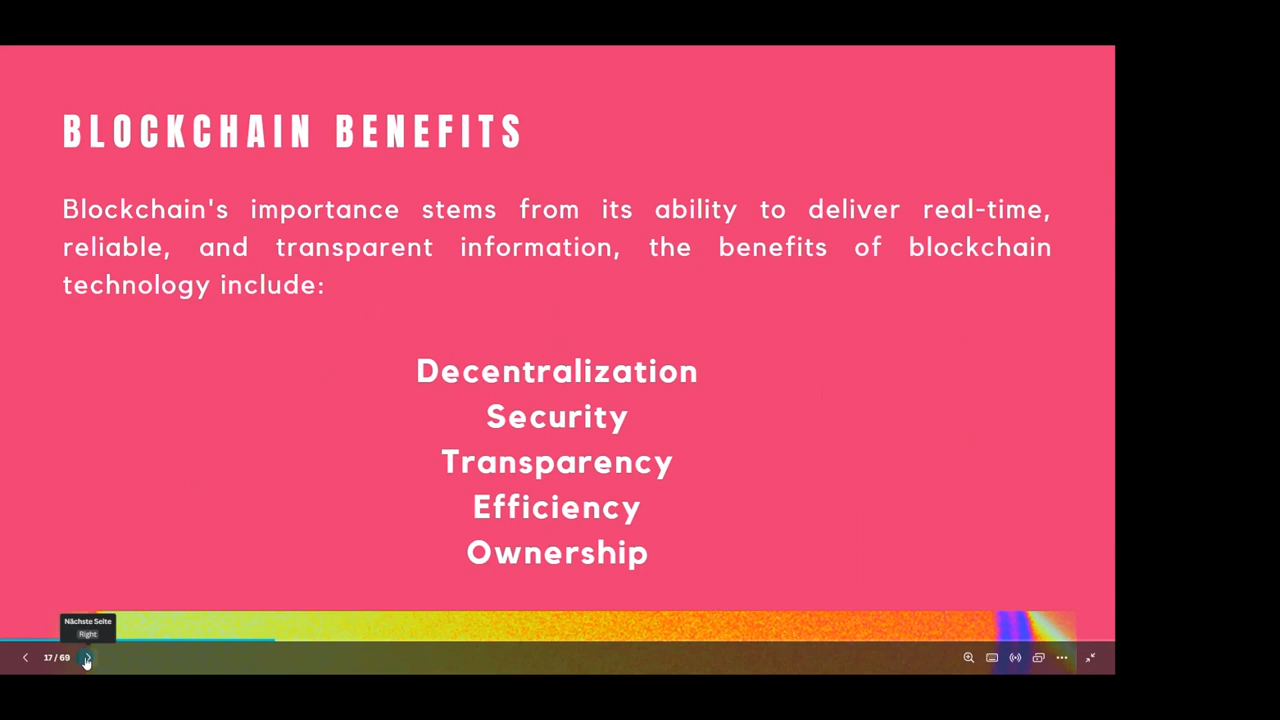 BLOCKCHAIN BENEFITS
Blockchain's importance stems from its ability to deliver real-time,
reliable, and transparent information, the benefits of blockchain
technology include:
Decentralization
Security
Transparency
Efficiency
Ownership
Nächste Seite
Right
17 / 69